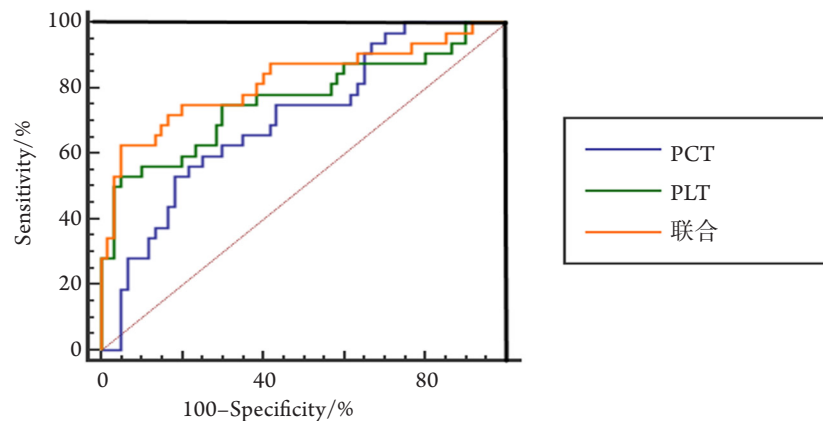 100
80
60
40
20
0
Sensitivity/%
0 40 80
100–Specificity/%
PCT
PLT
联合